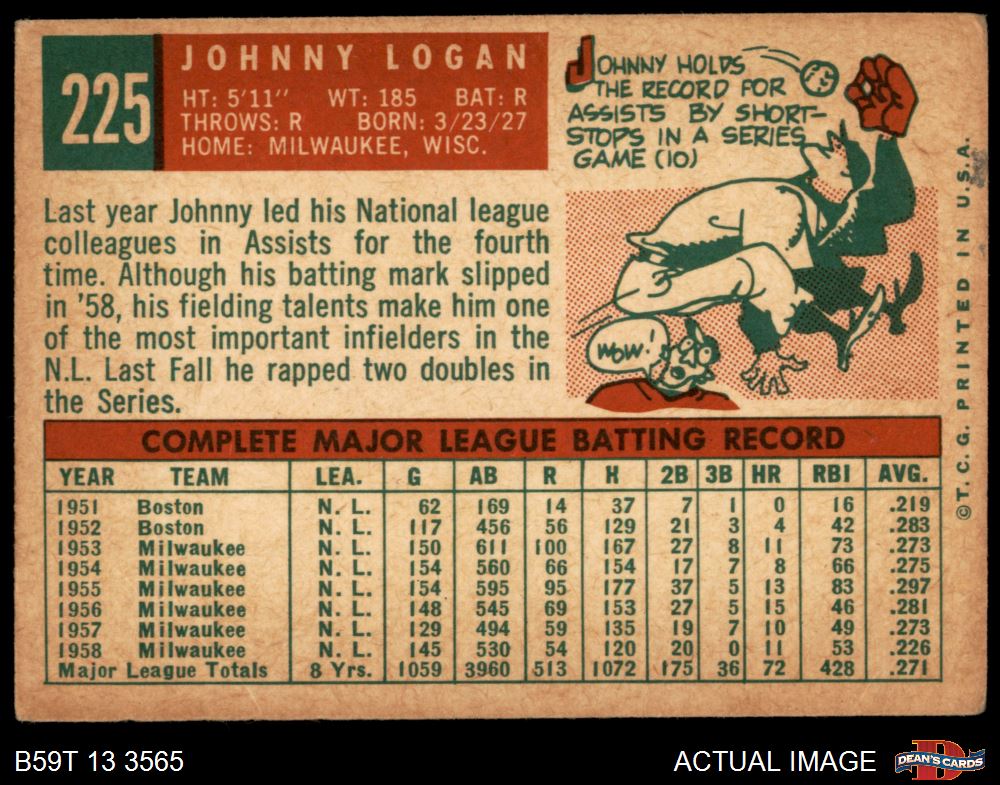 225
JOHNNY LOGAN
HT: 5'11" WT: 185 BAT: R
THROWS: R BORN: 3/23/27
HOME: MILWAUKEE, WISC.
JOHNNY HOLDS
THE RECORD FOR
ASSISTS BY SHORT-
STOPS IN A SERIES
GAME (10)
WOW!
Last year Johnny led his National league
colleagues in Assists for the fourth
time. Although his batting mark slipped
in '58, his fielding talents make him one
of the most important infielders in the
N.L. Last Fall he rapped two doubles in
the Series.
COMPLETE MAJOR LEAGUE BATTING RECORD
YEAR TEAM LEA. G AB R H 2B 3B HR RBI AVG.
1951 Boston N. L. 62 169 14 37 7 1 0 16 .219
1952 Boston N. L. 117 456 56 129 21 3 4 42 .283
1953 Milwaukee N. L. 150 611 100 167 27 8 11 73 .273
1954 Milwaukee N. L. 154 560 66 154 17 7 8 66 .275
1955 Milwaukee N. L. 154 595 95 177 37 5 13 83 .297
1956 Milwaukee N. L. 148 545 69 153 27 5 15 46 .281
1957 Milwaukee N. L. 129 494 59 135 19 7 10 49 .273
1958 Milwaukee N. L. 145 530 54 120 20 0 11 53 .226
Major League Totals 8 Yrs. 1059 3960 513 1072 175 36 72 428 .271
©T.C.G. PRINTED IN U.S.A.
B59T 13 3565
ACTUAL IMAGE
D
DEAN'S CARDS